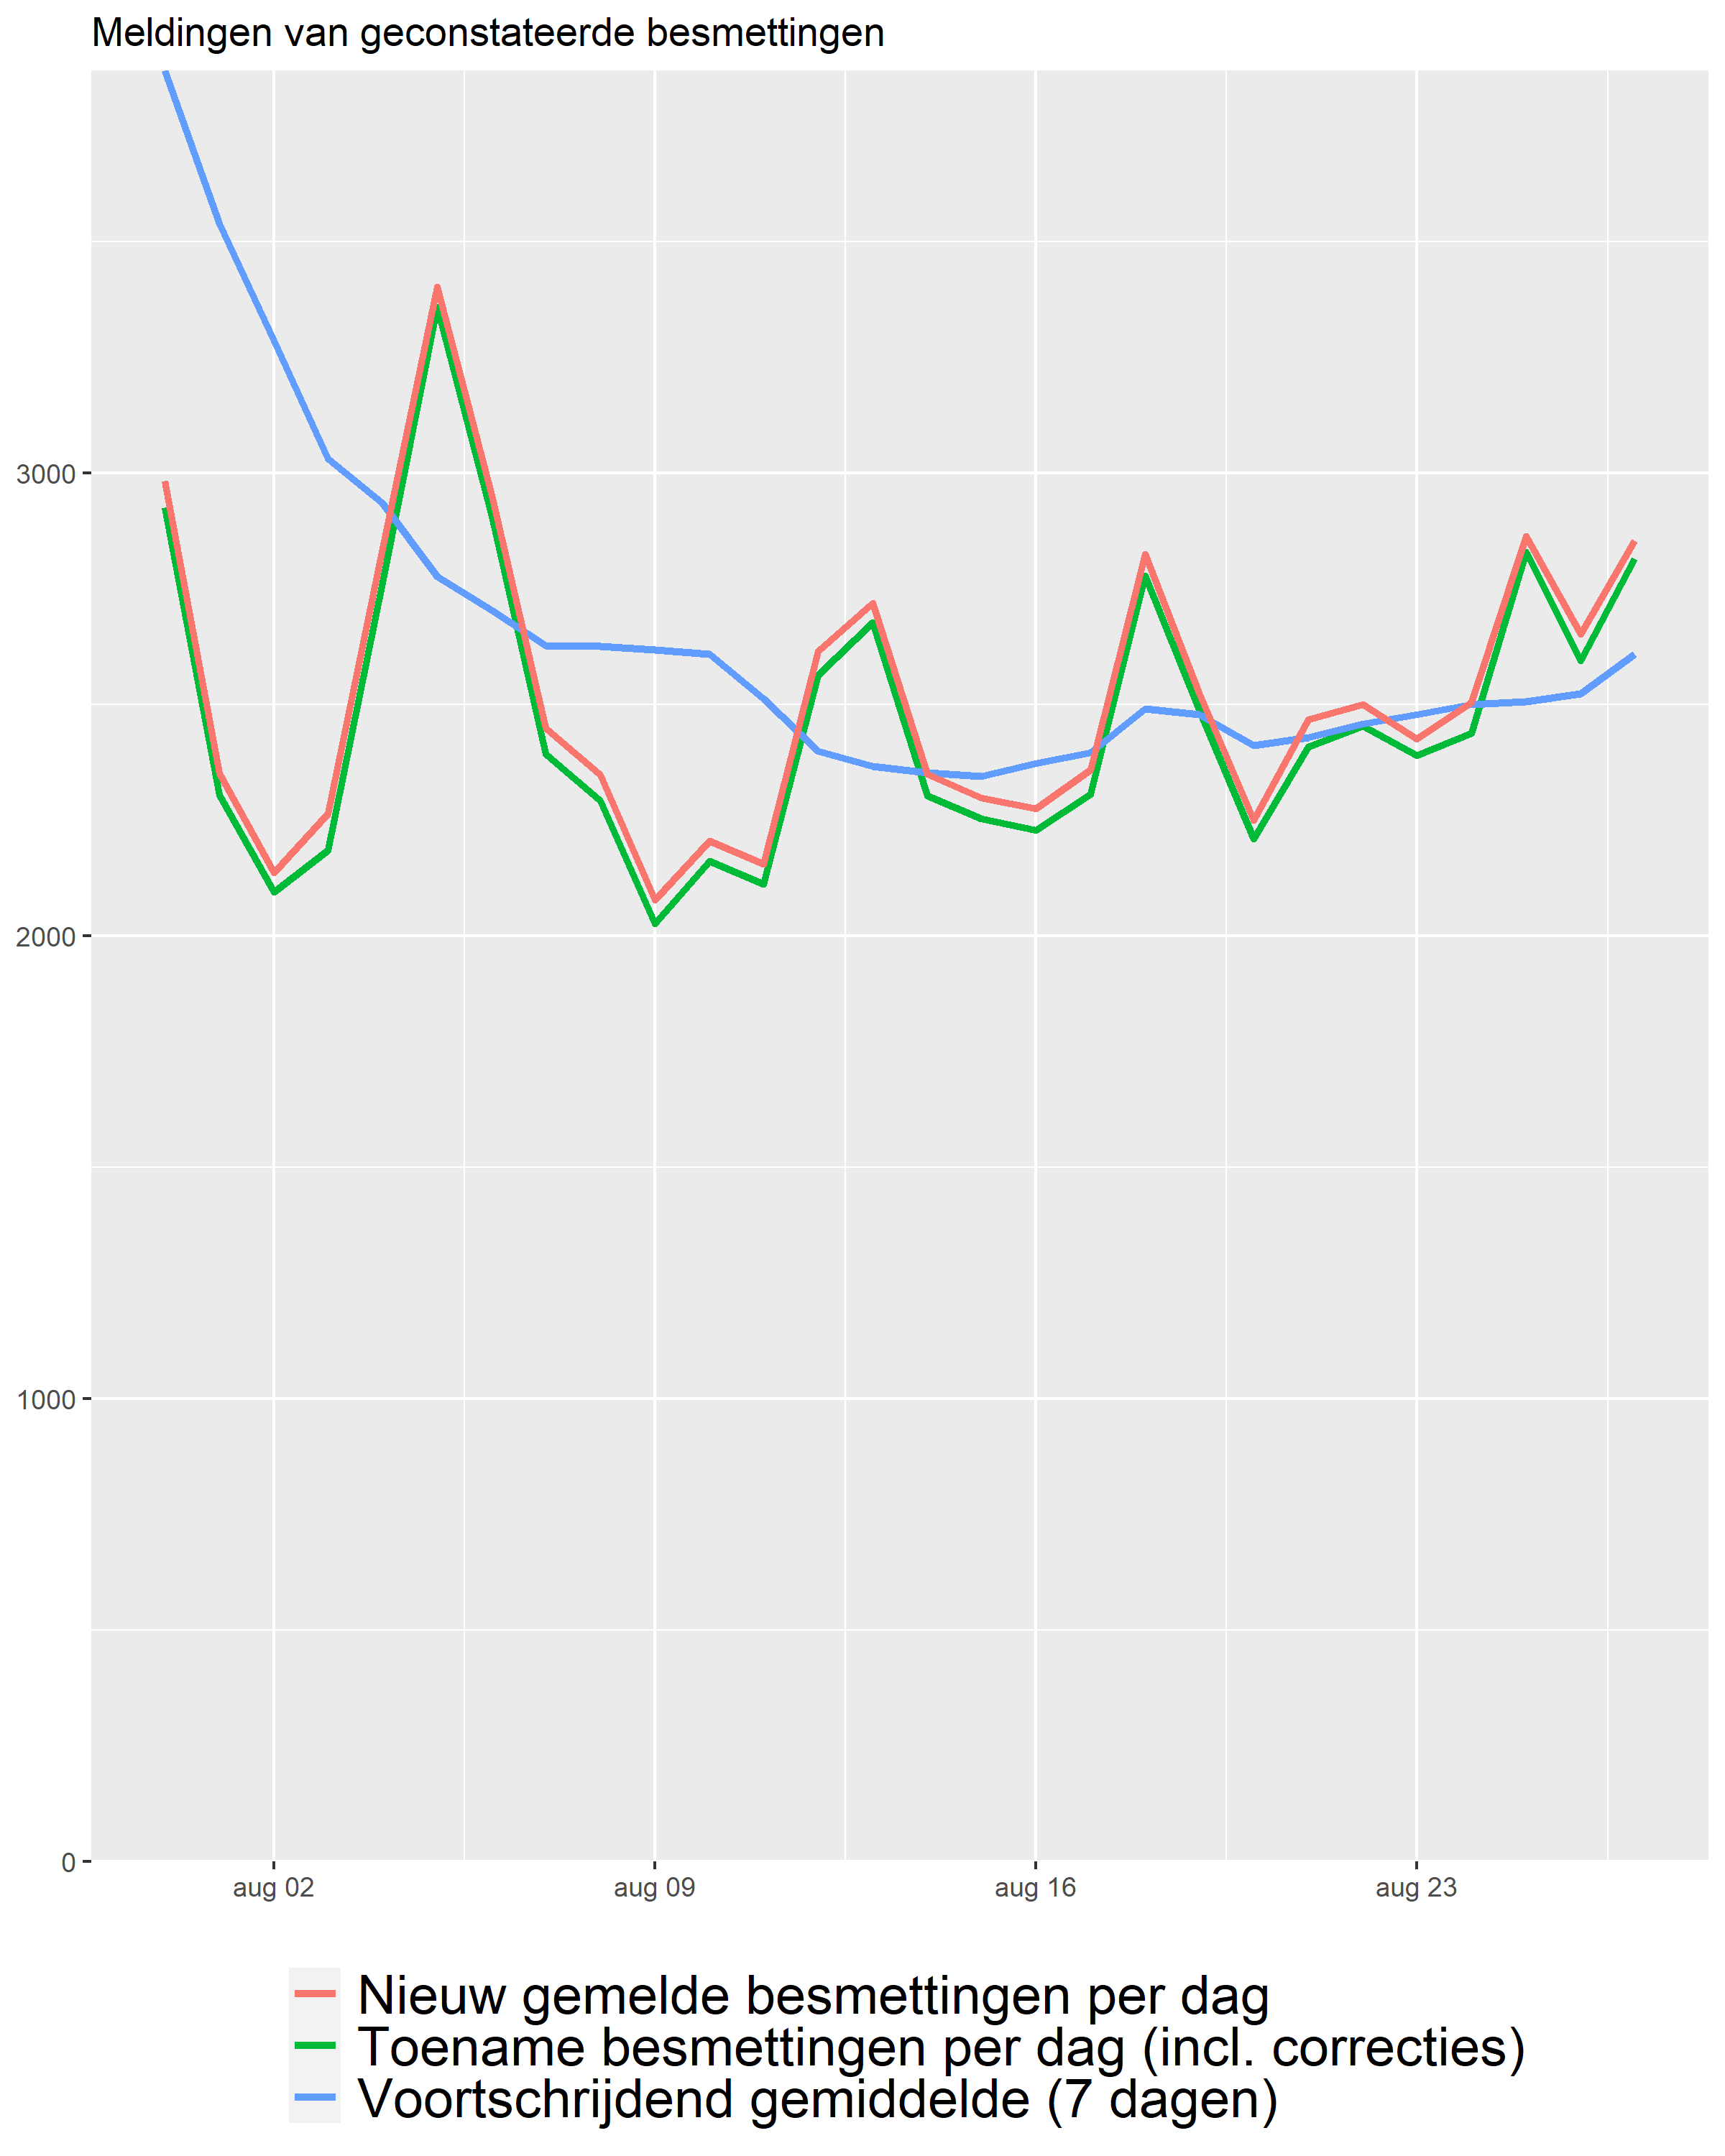 Meldingen van geconstateerde besmettingen
3000
2000
1000
0
aug 02
aug 09
aug 16
aug 23
Nieuw gemelde besmettingen per dag
Toename besmettingen per dag (incl. correcties)
Voortschrijdend gemiddelde (7 dagen)